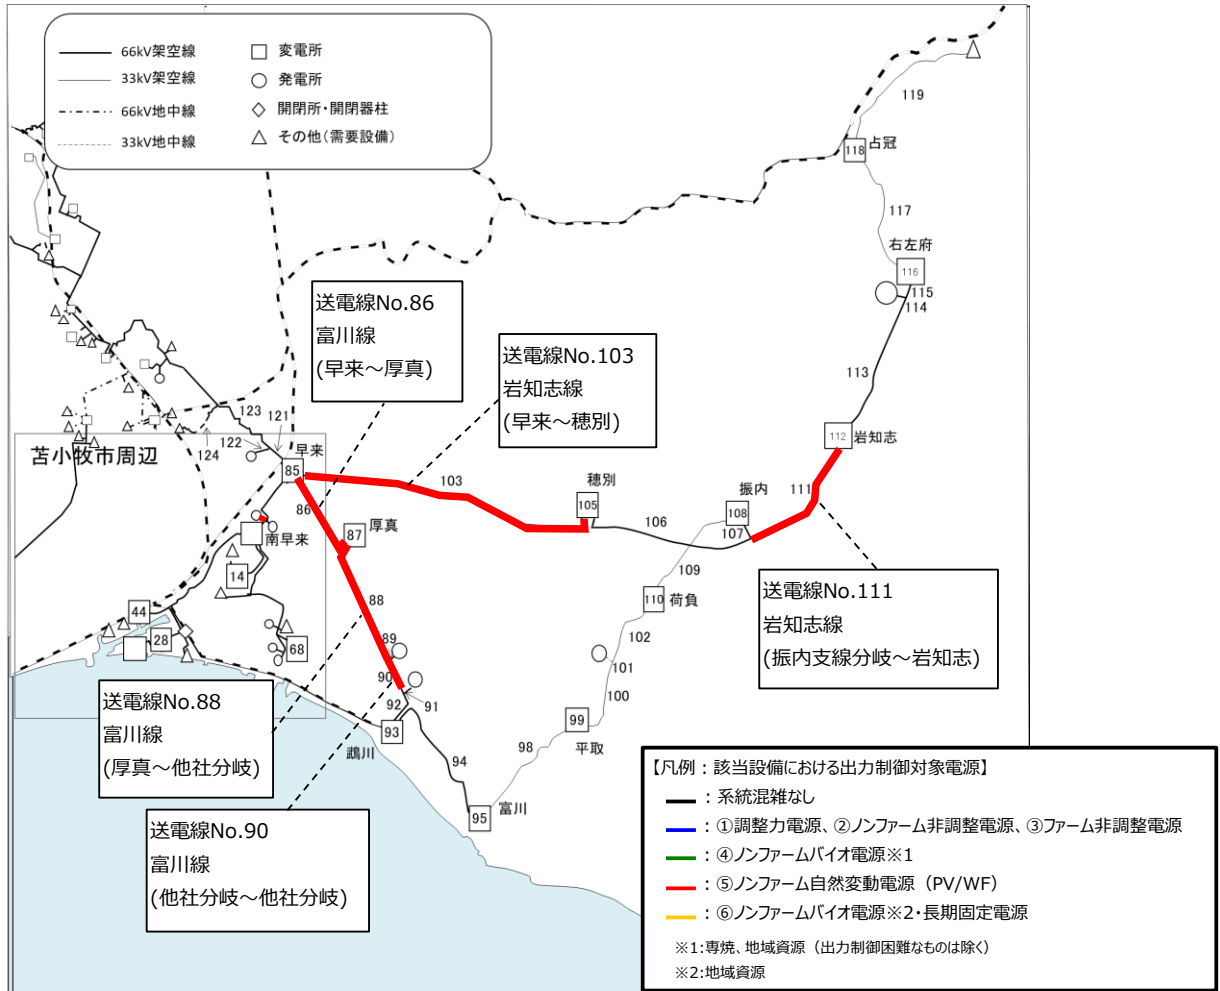 66kV架空線
33kV架空線
66kV地中線
33kV地中線
変電所
発電所
開閉所・開閉器柱
その他(需要設備)
119
118
占冠
117
右左府
116
115
114
113
112
岩知志
111
送電線No.86
富川線
(早来～厚真)
送電線No.103
岩知志線
(早来～穂別)
123
121
122
124
早来
苫小牧市周辺
85
86
103
穂別
105
106
振内
108
107
109
110
荷負
87
厚真
南早来
14
44
28
68
88
89
90
91
92
93
鵡川
94
95
富川
98
99
平取
100
101
102
送電線No.111
岩知志線
(振内支線分岐～岩知志)
送電線No.88
富川線
(厚真～他社分岐)
送電線No.90
富川線
(他社分岐～他社分岐)
【凡例：該当設備における出力制御対象電源】
：系統混雑なし
：①調整力電源、②ノンファーム非調整電源、③ファーム非調整電源
：④ノンファームバイオ電源※1
：⑤ノンファーム自然変動電源（PV/WF）
：⑥ノンファームバイオ電源※2・長期固定電源
※1:専焼、地域資源（出力制御困難なものは除く）
※2:地域資源